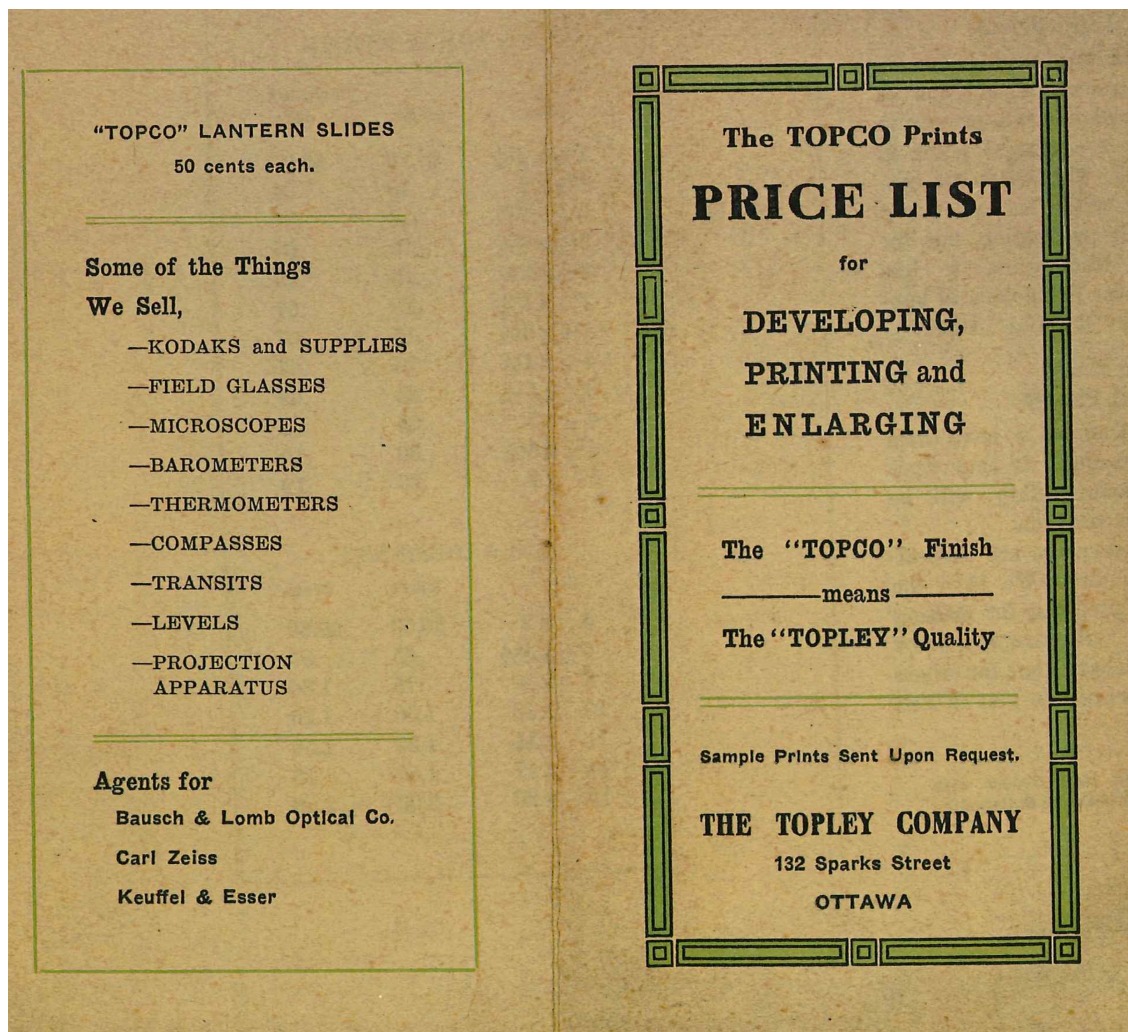 "TOPCO" LANTERN SLIDES
50 cents each.
Some of the Things
We Sell,
—KODAKS and SUPPLIES
—FIELD GLASSES
—MICROSCOPES
—BAROMETERS
—THERMOMETERS
—COMPASSES
—TRANSITS
—LEVELS
—PROJECTION
APPARATUS
Agents for
Bausch & Lomb Optical Co.
Carl Zeiss
Keuffel & Esser
The TOPCO Prints
PRICE LIST
for
DEVELOPING,
PRINTING and
ENLARGING
The "TOPCO" Finish
means
The "TOPLEY" Quality
Sample Prints Sent Upon Request.
THE TOPLEY COMPANY
132 Sparks Street
OTTAWA